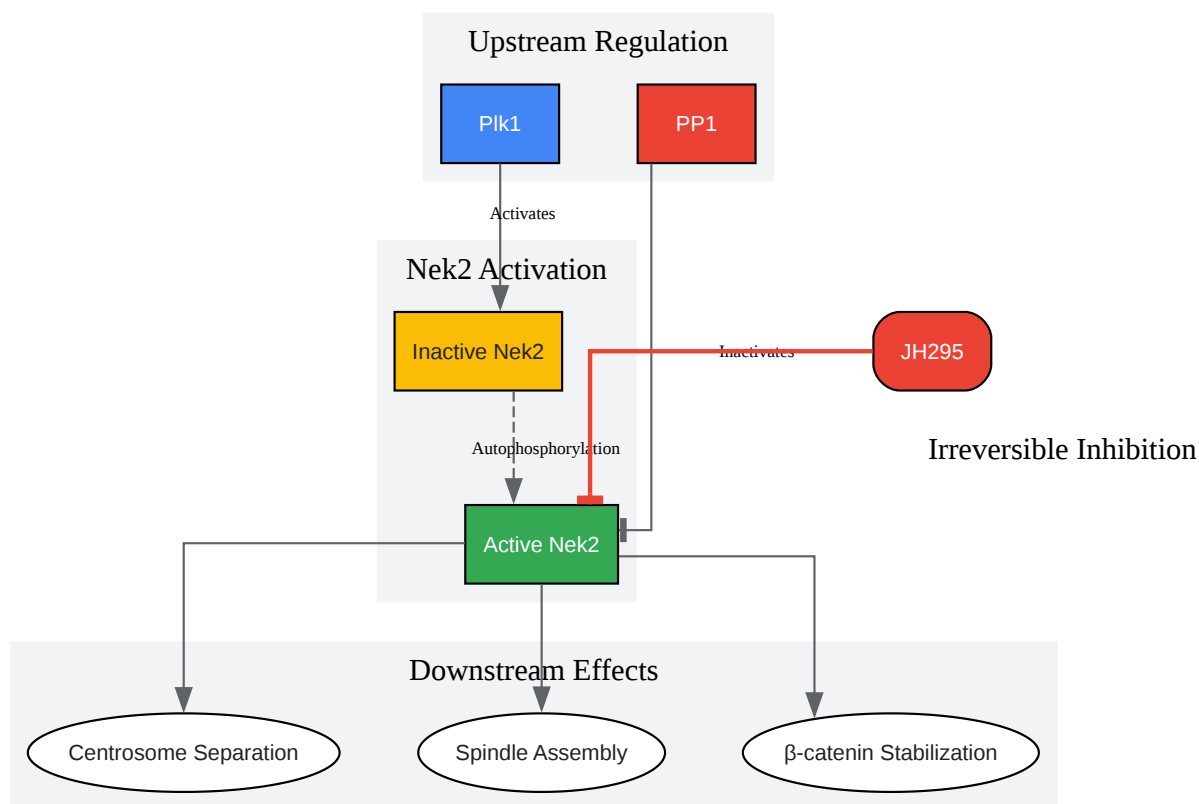 Upstream Regulation
Plk1
PP1
Activates
Nek2 Activation
Inactive Nek2
Inactivates
JH295
Autophosphorylation
Irreversible Inhibition
Active Nek2
Downstream Effects
Centrosome Separation
Spindle Assembly
β-catenin Stabilization